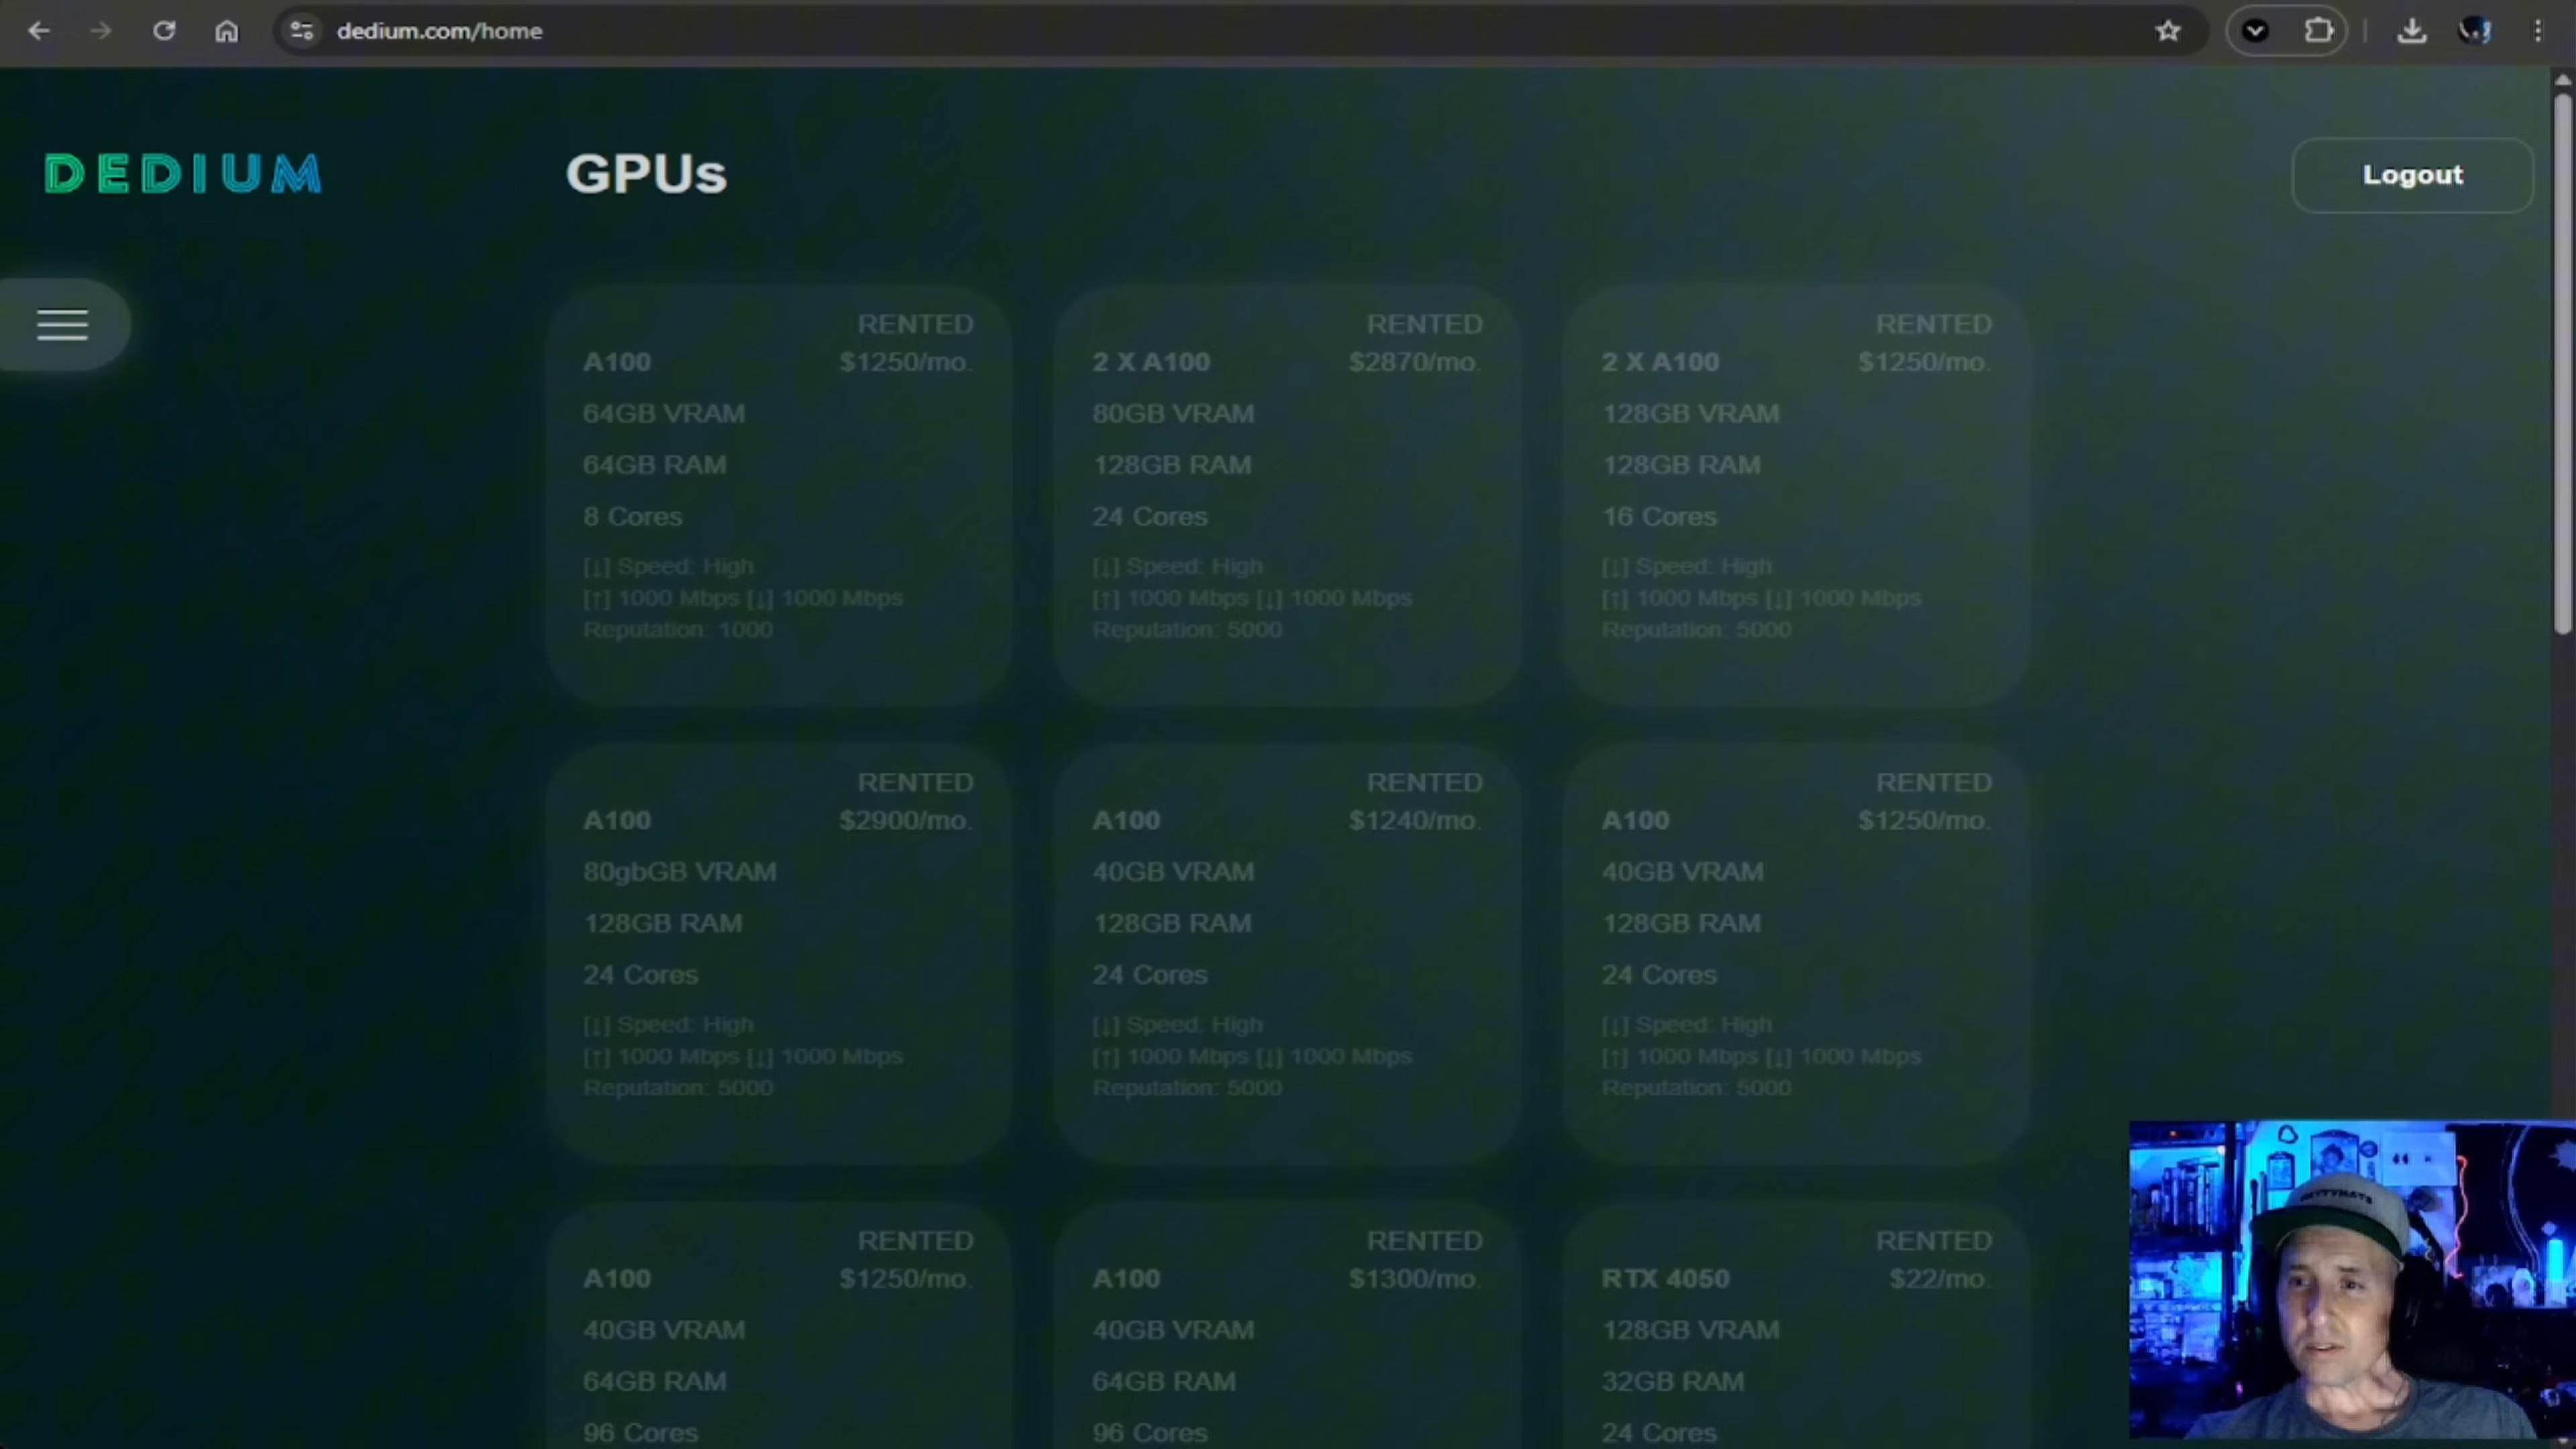 dedium.com/home
DEDIUM
GPUs
Logout
RENTED
A100 $1250/mo.
64GB VRAM
64GB RAM
8 Cores
[↓] Speed: High
[↑] 1000 Mbps [↓] 1000 Mbps
Reputation: 1000
RENTED
2 X A100 $2870/mo.
80GB VRAM
128GB RAM
24 Cores
[↓] Speed: High
[↑] 1000 Mbps [↓] 1000 Mbps
Reputation: 5000
RENTED
2 X A100 $1250/mo.
128GB VRAM
128GB RAM
16 Cores
[↓] Speed: High
[↑] 1000 Mbps [↓] 1000 Mbps
Reputation: 5000
RENTED
A100 $2900/mo.
80gbGB VRAM
128GB RAM
24 Cores
[↓] Speed: High
[↑] 1000 Mbps [↓] 1000 Mbps
Reputation: 5000
RENTED
A100 $1240/mo.
40GB VRAM
128GB RAM
24 Cores
[↓] Speed: High
[↑] 1000 Mbps [↓] 1000 Mbps
Reputation: 5000
RENTED
A100 $1250/mo.
40GB VRAM
128GB RAM
24 Cores
[↓] Speed: High
[↑] 1000 Mbps [↓] 1000 Mbps
Reputation: 5000
RENTED
A100 $1250/mo.
40GB VRAM
64GB RAM
96 Cores
RENTED
A100 $1300/mo.
40GB VRAM
64GB RAM
96 Cores
RENTED
RTX 4050 $22/mo.
128GB VRAM
32GB RAM
24 Cores